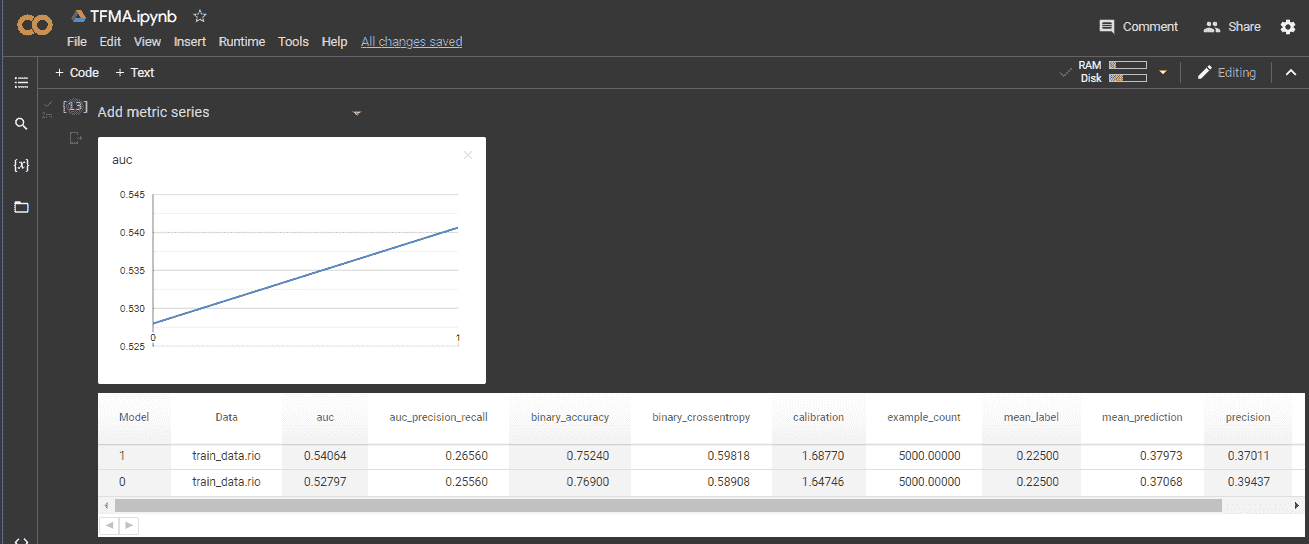 TFMA.ipynb
File Edit View Insert Runtime Tools Help All changes saved
Comment Share
+ Code + Text
RAM
Disk
Editing
{x}
[13] Add metric series
auc
0.545
0.540
0.535
0.530
0.525
0 1
Model Data auc auc_precision_recall binary_accuracy binary_crossentropy calibration example_count mean_label mean_prediction precision
1 train_data.rio 0.54064 0.26560 0.75240 0.59818 1.68770 5000.00000 0.22500 0.37973 0.37011
0 train_data.rio 0.52797 0.25560 0.76900 0.58908 1.64746 5000.00000 0.22500 0.37068 0.39437